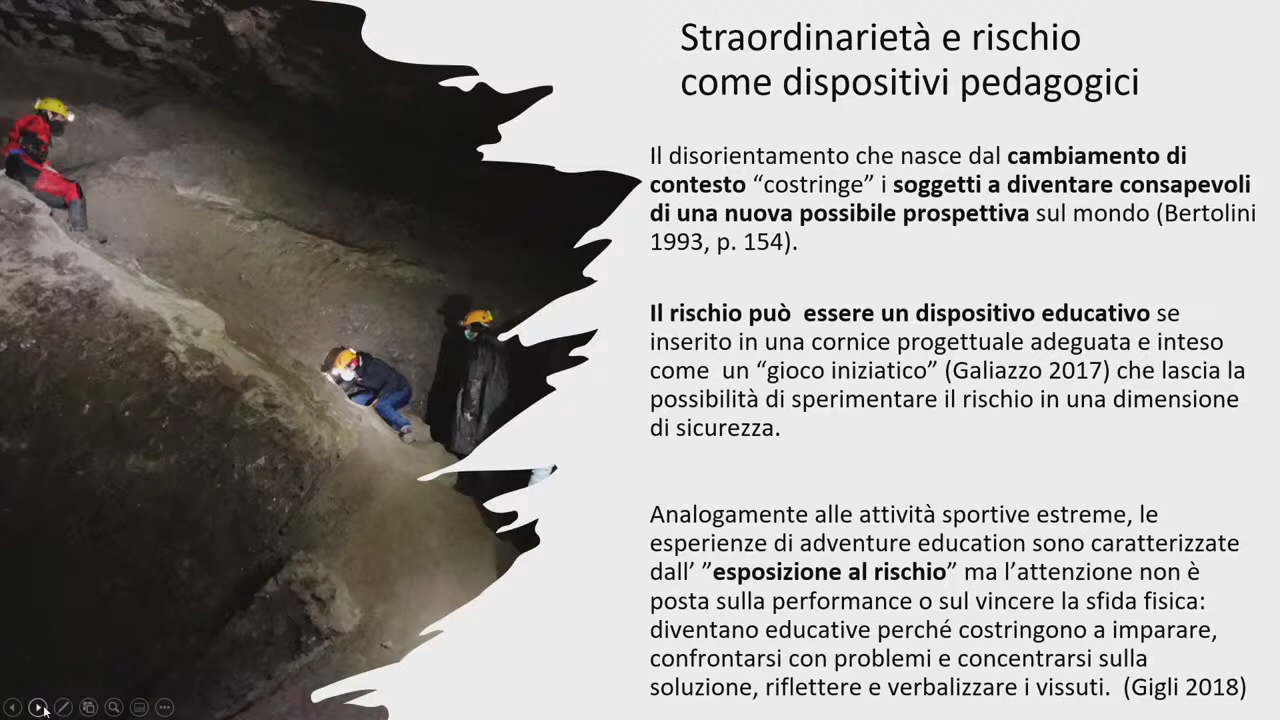 Straordinarietà e rischio
come dispositivi pedagogici
Il disorientamento che nasce dal cambiamento di
contesto “costringe” i soggetti a diventare consapevoli
di una nuova possibile prospettiva sul mondo (Bertolini
1993, p. 154).
Il rischio può  essere un dispositivo educativo se
inserito in una cornice progettuale adeguata e inteso
come  un “gioco iniziatico” (Galiazzo 2017) che lascia la
possibilità di sperimentare il rischio in una dimensione
di sicurezza.
Analogamente alle attività sportive estreme, le
esperienze di adventure education sono caratterizzate
dall’ ”esposizione al rischio” ma l’attenzione non è
posta sulla performance o sul vincere la sfida fisica:
diventano educative perché costringono a imparare,
confrontarsi con problemi e concentrarsi sulla
soluzione, riflettere e verbalizzare i vissuti.  (Gigli 2018)